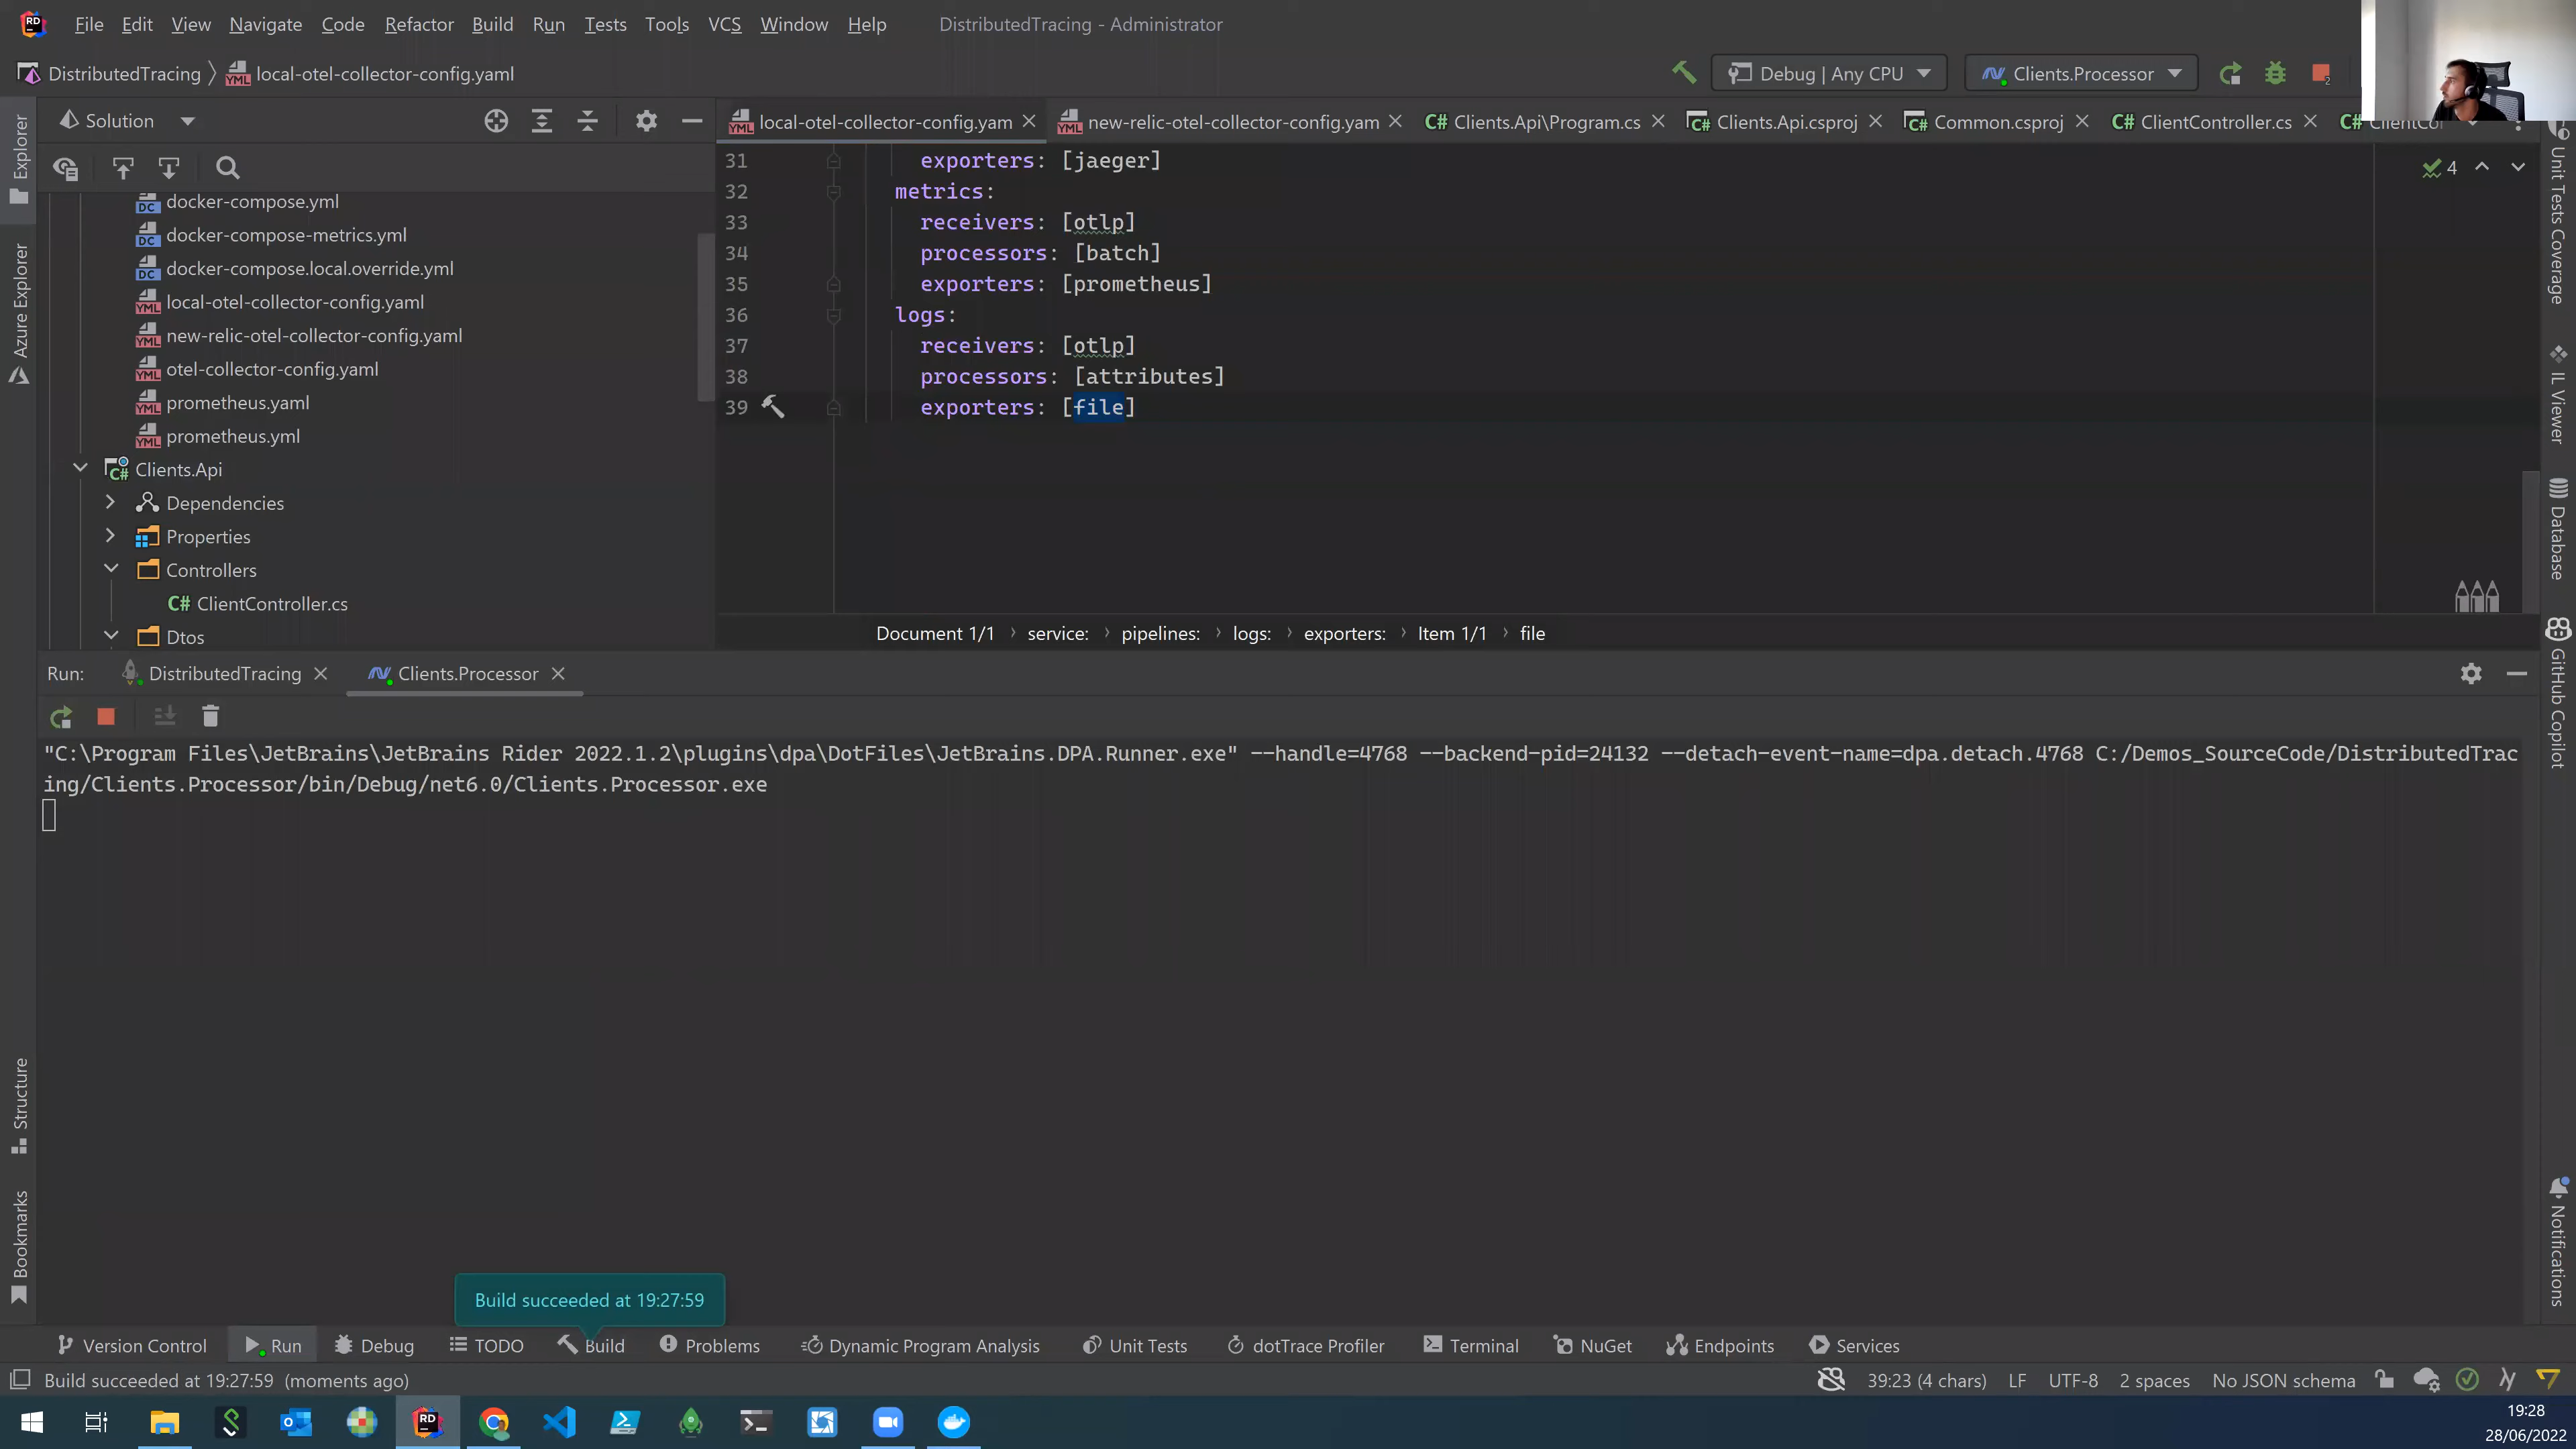 File Edit View Navigate Code Refactor Build Run Tests Tools VCS Window Help DistributedTracing - Administrator
DistributedTracing local-otel-collector-config.yaml Debug | Any CPU Clients.Processor
Solution
local-otel-collector-config.yam new-relic-otel-collector-config.yam Clients.Api\Program.cs Clients.Api.csproj Common.csproj ClientController.cs
docker-compose.yml
docker-compose-metrics.yml
docker-compose.local.override.yml
local-otel-collector-config.yaml
new-relic-otel-collector-config.yaml
otel-collector-config.yaml
prometheus.yaml
prometheus.yml
Clients.Api
Dependencies
Properties
Controllers
C# ClientController.cs
Dtos
31 exporters: [jaeger]
32 metrics:
33 receivers: [otlp]
34 processors: [batch]
35 exporters: [prometheus]
36 logs:
37 receivers: [otlp]
38 processors: [attributes]
39 exporters: [file]
4
Document 1/1 › service: › pipelines: › logs: › exporters: › Item 1/1 › file
Run: DistributedTracing Clients.Processor
"C:\Program Files\JetBrains\JetBrains Rider 2022.1.2\plugins\dpa\DotFiles\JetBrains.DPA.Runner.exe" --handle=4768 --backend-pid=24132 --detach-event-name=dpa.detach.4768 C:/Demos_SourceCode/DistributedTrac
ing/Clients.Processor/bin/Debug/net6.0/Clients.Processor.exe
Explorer
Azure Explorer
Structure
Bookmarks
Unit Tests Coverage
IL Viewer
Database
GitHub Copilot
Notifications
Build succeeded at 19:27:59
Version Control Run Debug TODO Build Problems Dynamic Program Analysis Unit Tests dotTrace Profiler Terminal NuGet Endpoints Services
Build succeeded at 19:27:59 (moments ago) 39:23 (4 chars) LF UTF-8 2 spaces No JSON schema
19:28
28/06/2022